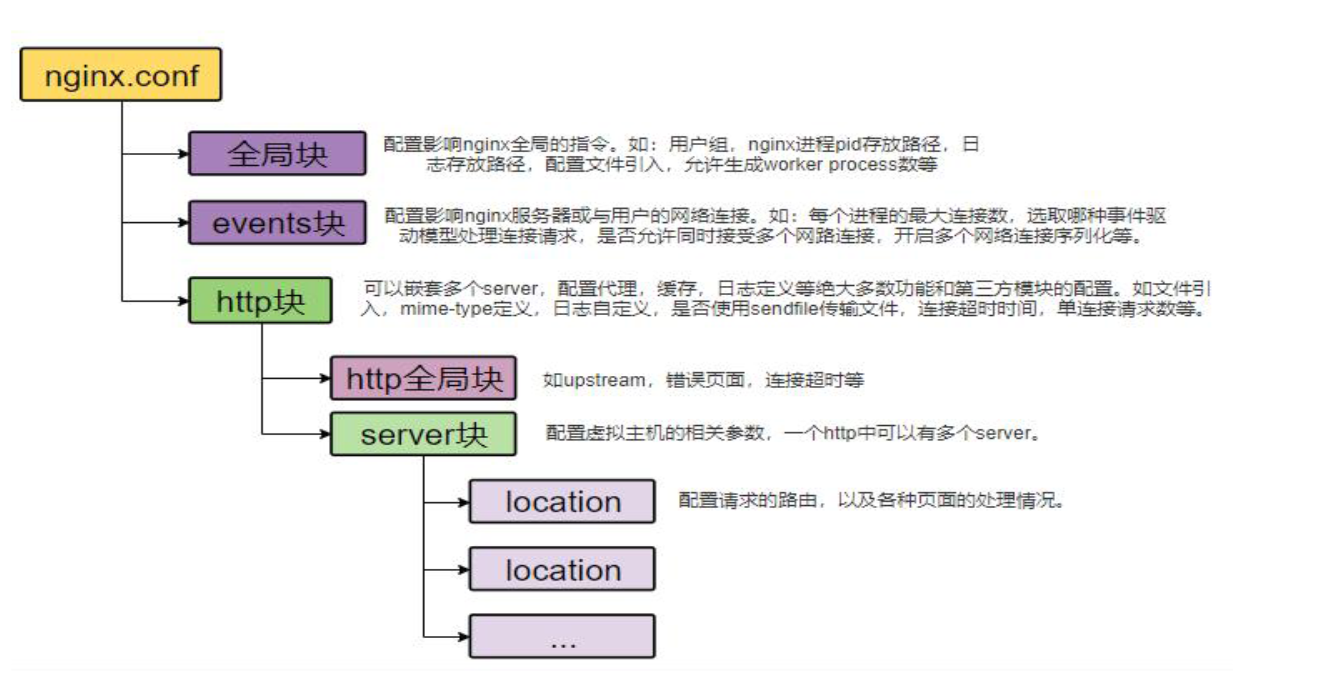 nginx.conf
全局块
配置影响nginx全局的指令。如：用户组，nginx进程pid存放路径，日
志存放路径，配置文件引入，允许生成worker process数等
events块
配置影响nginx服务器或与用户的网络连接。如：每个进程的最大连接数，选取哪种事件驱
动模型处理连接请求，是否允许同时接受多个网路连接，开启多个网络连接序列化等。
http块
可以嵌套多个server，配置代理，缓存，日志定义等绝大多数功能和第三方模块的配置。如文件引
入，mime-type定义，日志自定义，是否使用sendfile传输文件，连接超时时间，单连接请求数等。
http全局块
如upstream，错误页面，连接超时等
server块
配置虚拟主机的相关参数，一个http中可以有多个server。
location
配置请求的路由，以及各种页面的处理情况。
location
...